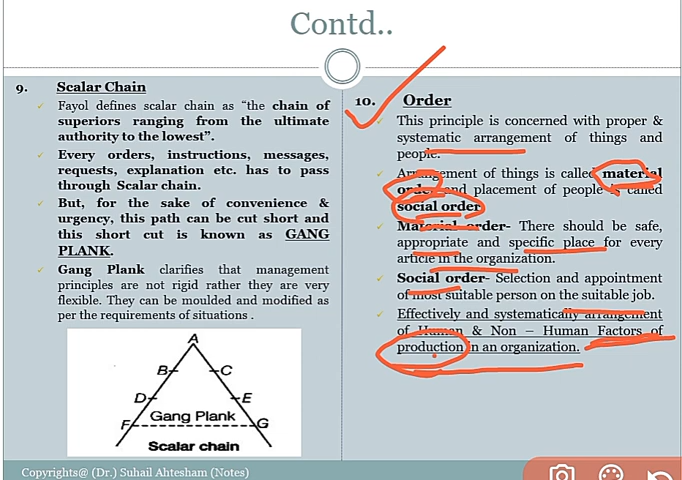 Contd..
9. Scalar Chain
✓ Fayol defines scalar chain as “the chain of
superiors ranging from the ultimate
authority to the lowest”.
✓ Every orders, instructions, messages,
requests, explanation etc. has to pass
through Scalar chain.
✓ But, for the sake of convenience &
urgency, this path can be cut short and
this short cut is known as GANG
PLANK.
✓ Gang Plank clarifies that management
principles are not rigid rather they are very
flexible. They can be moulded and modified as
per the requirements of situations .
A
B C
D E
Gang Plank
F G
Scalar chain
10. Order
✓ This principle is concerned with proper &
systematic arrangement of things and
people.
✓ Arrangement of things is called material
order and placement of people is called
social order
✓ Material order- There should be safe,
appropriate and specific place for every
article in the organization.
✓ Social order- Selection and appointment
of most suitable person on the suitable job.
✓ Effectively and systematically arrangement
of Human & Non – Human Factors of
production in an organization.
Copyrights@ (Dr.) Suhail Ahtesham (Notes)